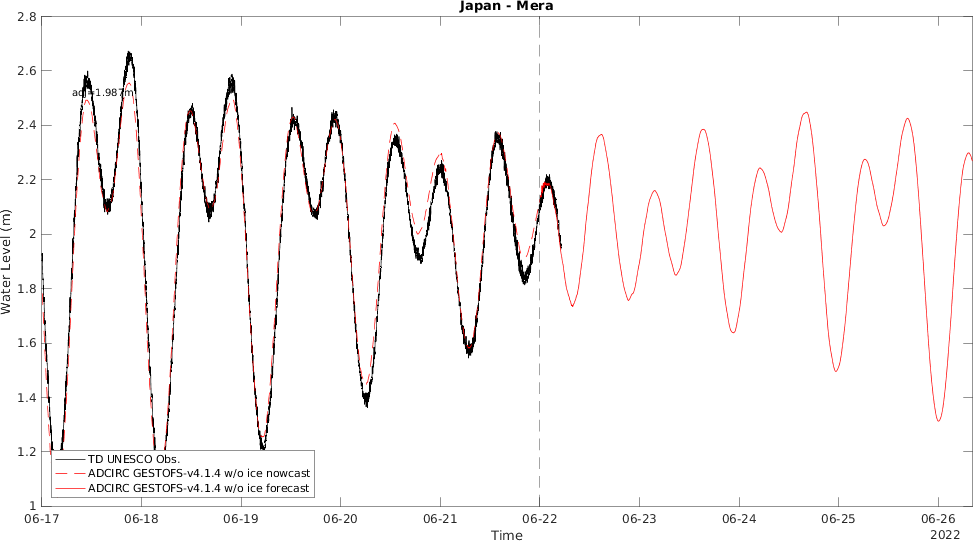 Japan - Mera
2.8
2.6
2.4
2.2
2
1.8
1.6
1.4
1.2
1
Water Level (m)
adj=1.987m
TD UNESCO Obs.
ADCIRC GESTOFS-v4.1.4 w/o ice nowcast
ADCIRC GESTOFS-v4.1.4 w/o ice forecast
06-17 06-18 06-19 06-20 06-21 06-22 06-23 06-24 06-25 06-26
Time
2022